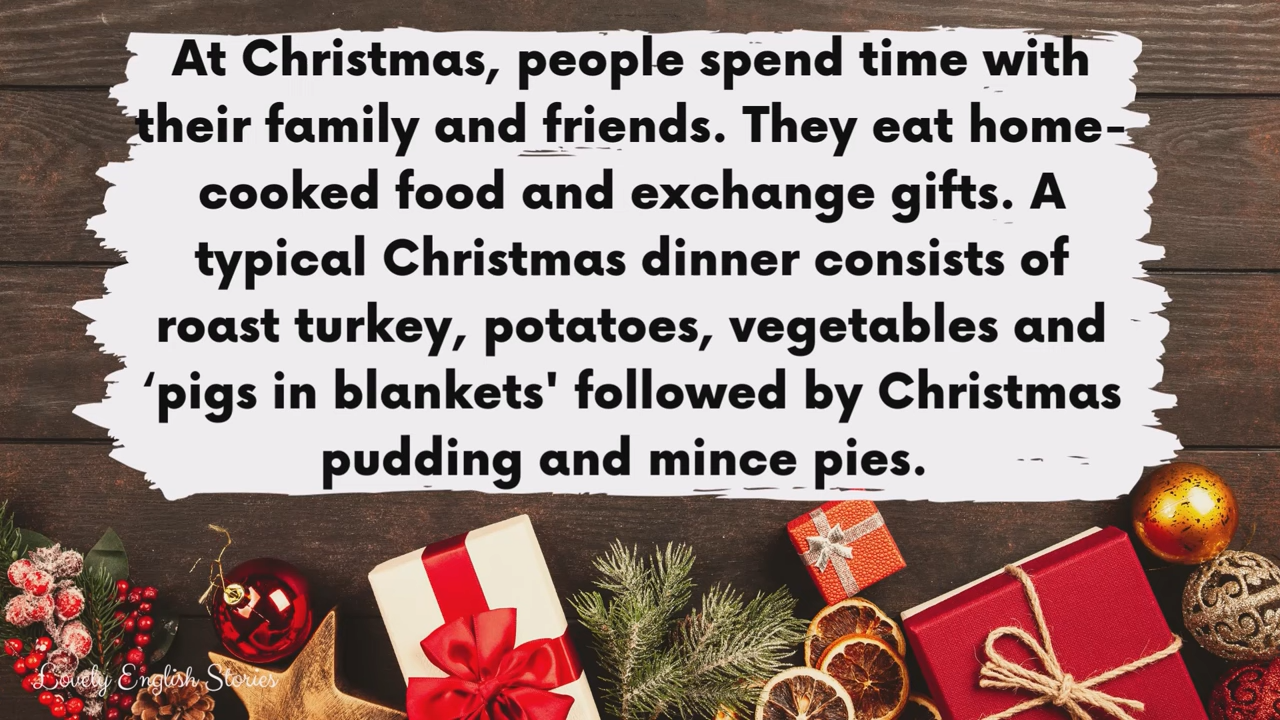 At Christmas, people spend time with
their family and friends. They eat home-
cooked food and exchange gifts. A
typical Christmas dinner consists of
roast turkey, potatoes, vegetables and
‘pigs in blankets' followed by Christmas
pudding and mince pies.
Lovely English Stories